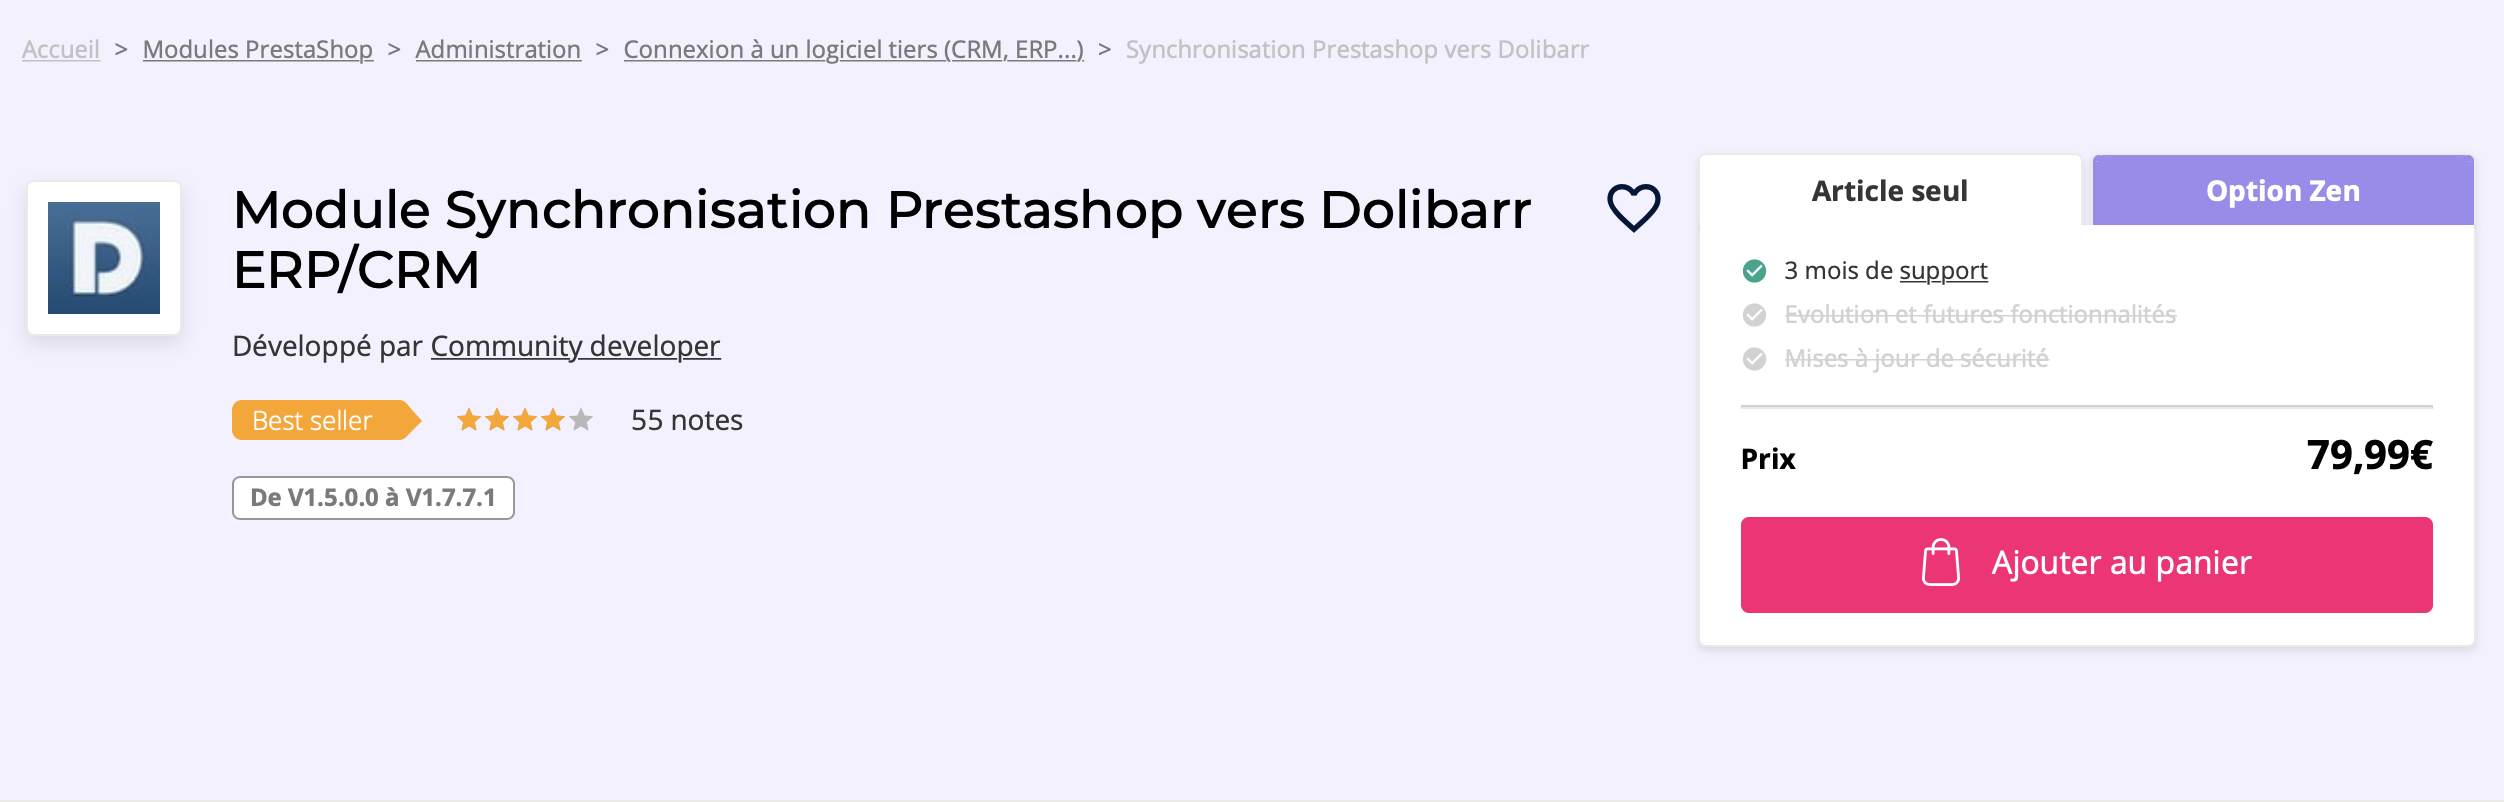 Accueil > Modules PrestaShop > Administration > Connexion à un logiciel tiers (CRM, ERP...) > Synchronisation Prestashop vers Dolibarr
Module Synchronisation Prestashop vers Dolibarr
ERP/CRM
Développé par Community developer
Best seller 55 notes
De V1.5.0.0 à V1.7.7.1
Article seul Option Zen
3 mois de support
Evolution et futures fonctionnalités
Mises à jour de sécurité
Prix 79,99€
Ajouter au panier
D